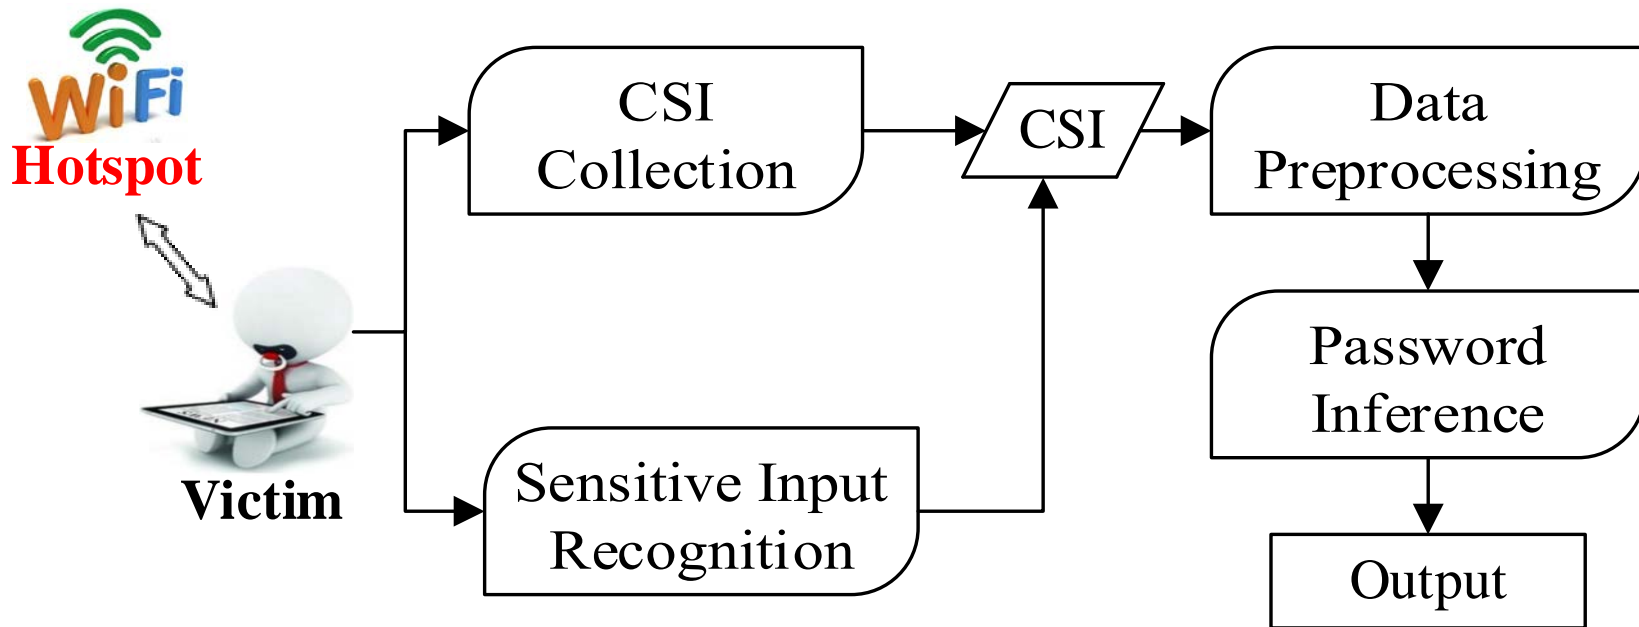 WiFi
Hotspot
Victim
CSI
Collection
Sensitive Input
Recognition
CSI
Data
Preprocessing
Password
Inference
Output